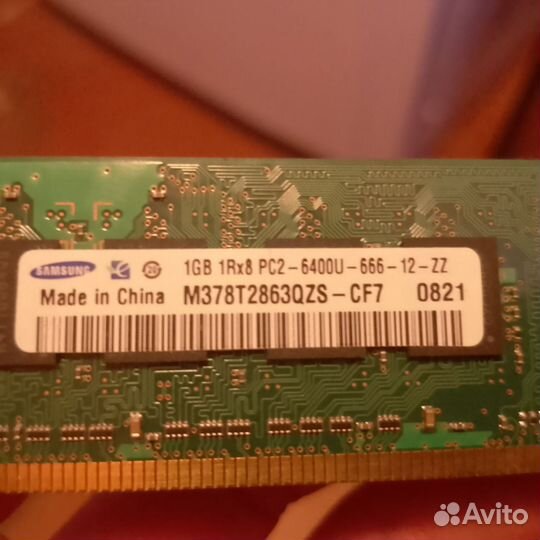 SAMSUNG 1GB 1Rx8 PC2-6400U-666-12-ZZ
Made in China M378T2863QZS-CF7 0821
Avito